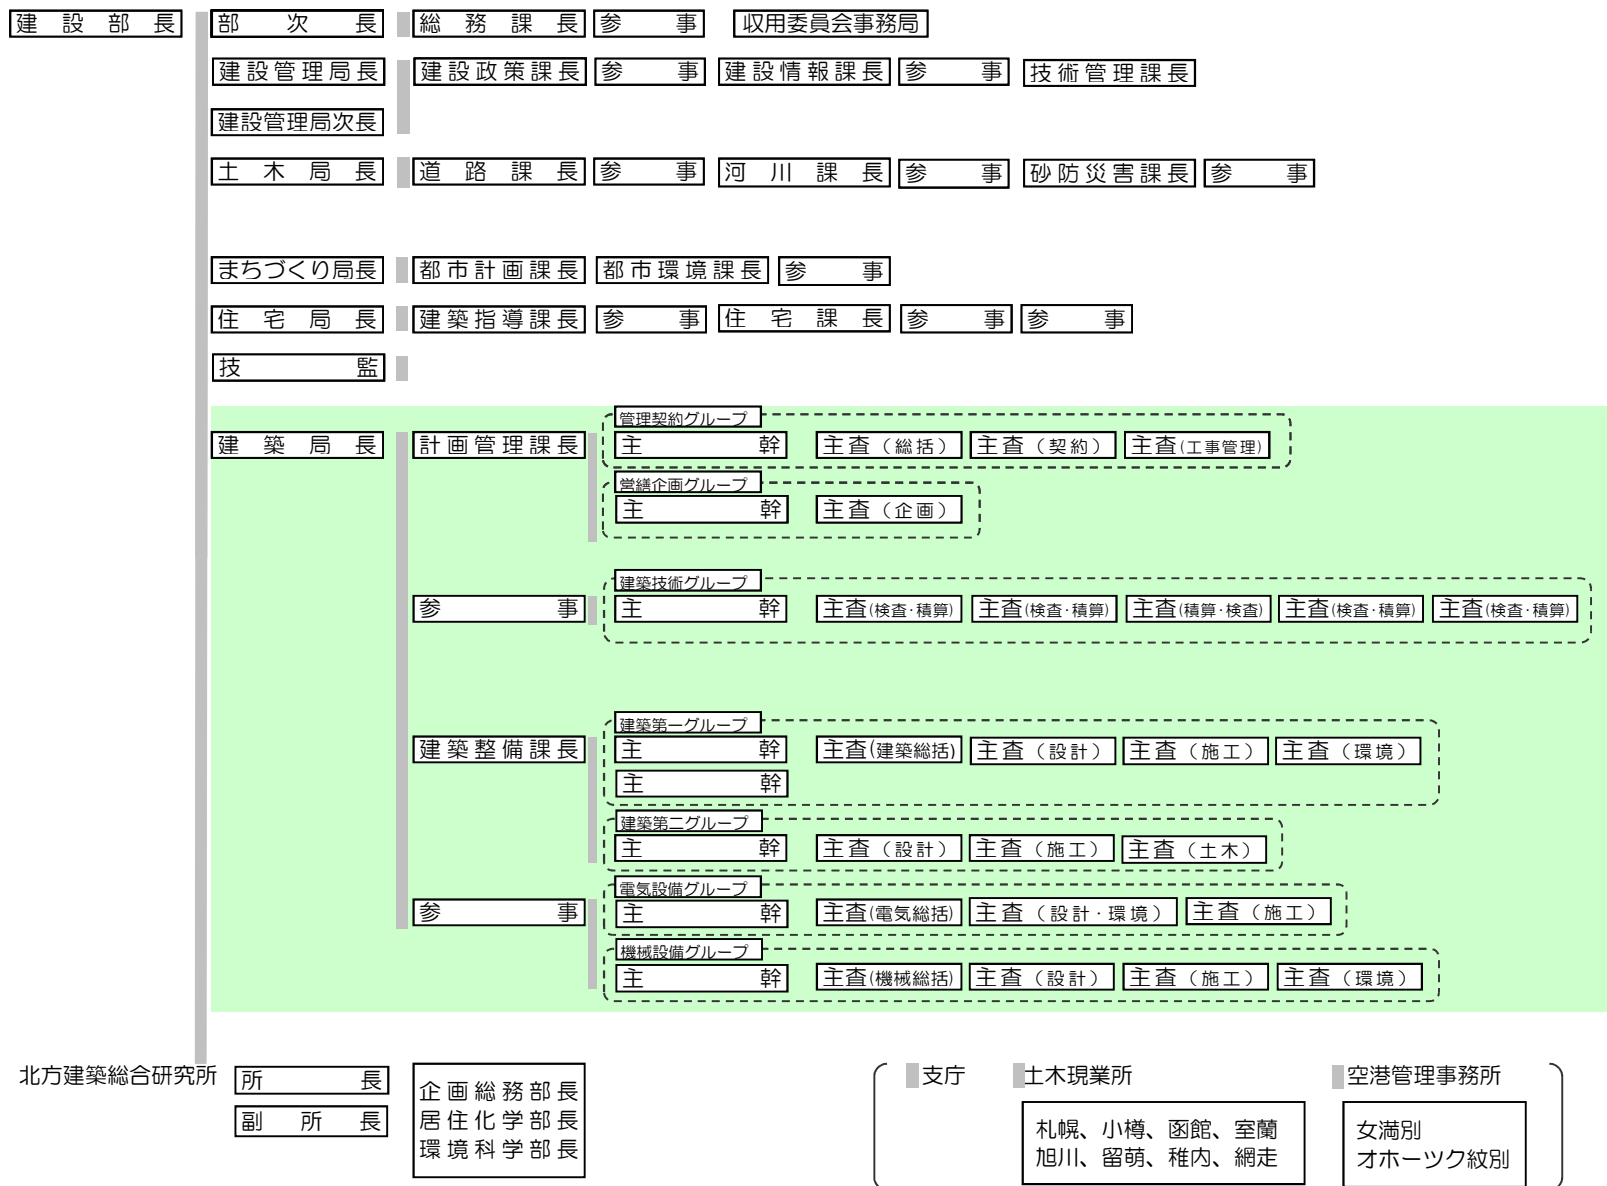 建設部長 部次長 総務課長 参事 収用委員会事務局
建設管理局長 建設政策課長 参事 建設情報課長 参事 技術管理課長
建設管理局次長
土木局長 道路課長 参事 河川課長 参事 砂防災害課長 参事
まちづくり局長 都市計画課長 都市環境課長 参事
住宅局長 建築指導課長 参事 住宅課長 参事 参事
技監
管理契約グループ
建築局長 計画管理課長 主幹 主査（総括） 主査（契約） 主査(工事管理)
営繕企画グループ
主幹 主査（企画）
建築技術グループ
参事 主幹 主査(検査・積算) 主査(検査・積算) 主査(積算・検査) 主査(検査・積算) 主査(検査・積算)
建築第一グループ
建築整備課長 主幹 主査(建築総括) 主査（設計） 主査（施工） 主査（環境）
主幹
建築第二グループ
主幹 主査（設計） 主査（施工） 主査（土木）
電気設備グループ
参事 主幹 主査(電気総括) 主査（設計・環境） 主査（施工）
機械設備グループ
主幹 主査(機械総括) 主査（設計） 主査（施工） 主査（環境）
北方建築総合研究所 所長
副所長
企画総務部長
居住化学部長
環境科学部長
支庁 土木現業所 空港管理事務所
札幌、小樽、函館、室蘭
旭川、留萌、稚内、網走
女満別
オホーツク紋別